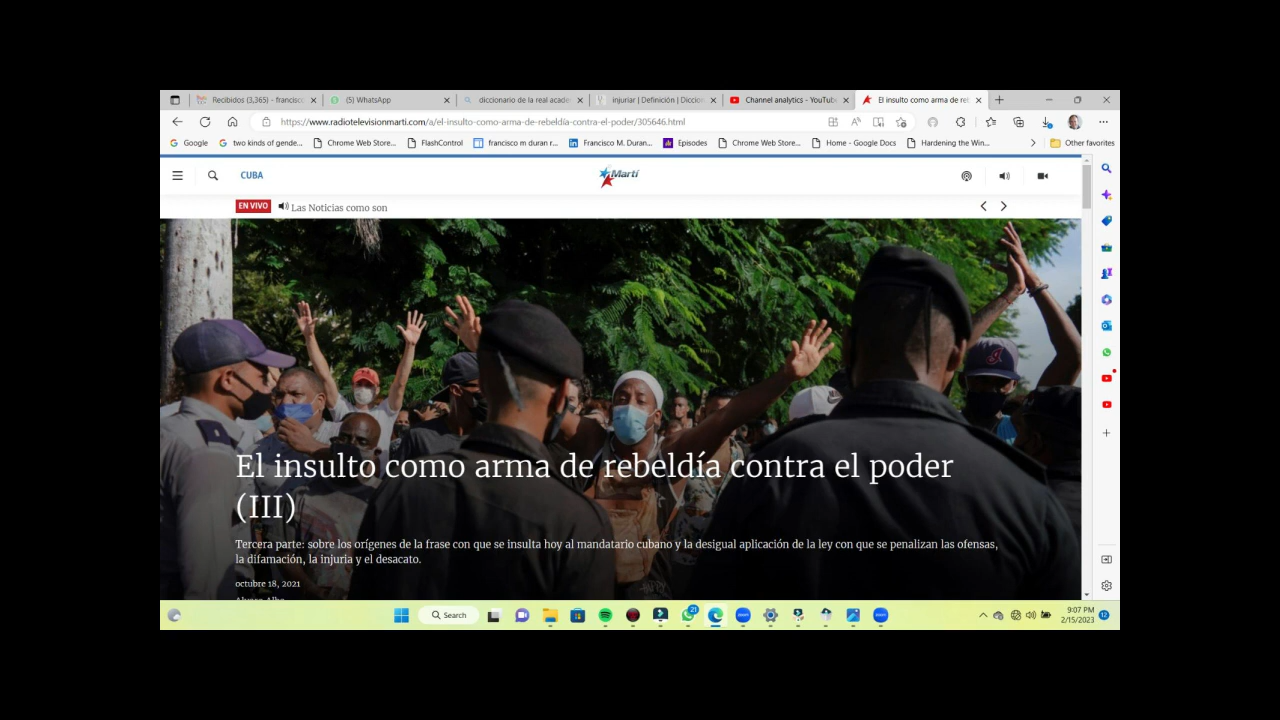 Recibidos (3,365) - francisc
(5) WhatsApp
diccionario de la real acade
injuriar | Definición | Diccion
Channel analytics - YouTub
El insulto como arma de re
https://www.radiotelevisionmarti.com/a/el-insulto-como-arma-de-rebeldía-contra-el-poder/305646.html
Google
two kinds of gende...
Chrome Web Store...
FlashControl
francisco m duran r...
Francisco M. Duran...
Episodes
Chrome Web Store...
Home - Google Docs
Hardening the Win...
Other favorites
CUBA
Martí
EN VIVO
Las Noticias como son
El insulto como arma de rebeldía contra el poder
(III)
Tercera parte: sobre los orígenes de la frase con que se insulta hoy al mandatario cubano y la desigual aplicación de la ley con que se penalizan las ofensas,
la difamación, la injuria y el desacato.
octubre 18, 2021
Search
21
9:07 PM
2/15/2023
12